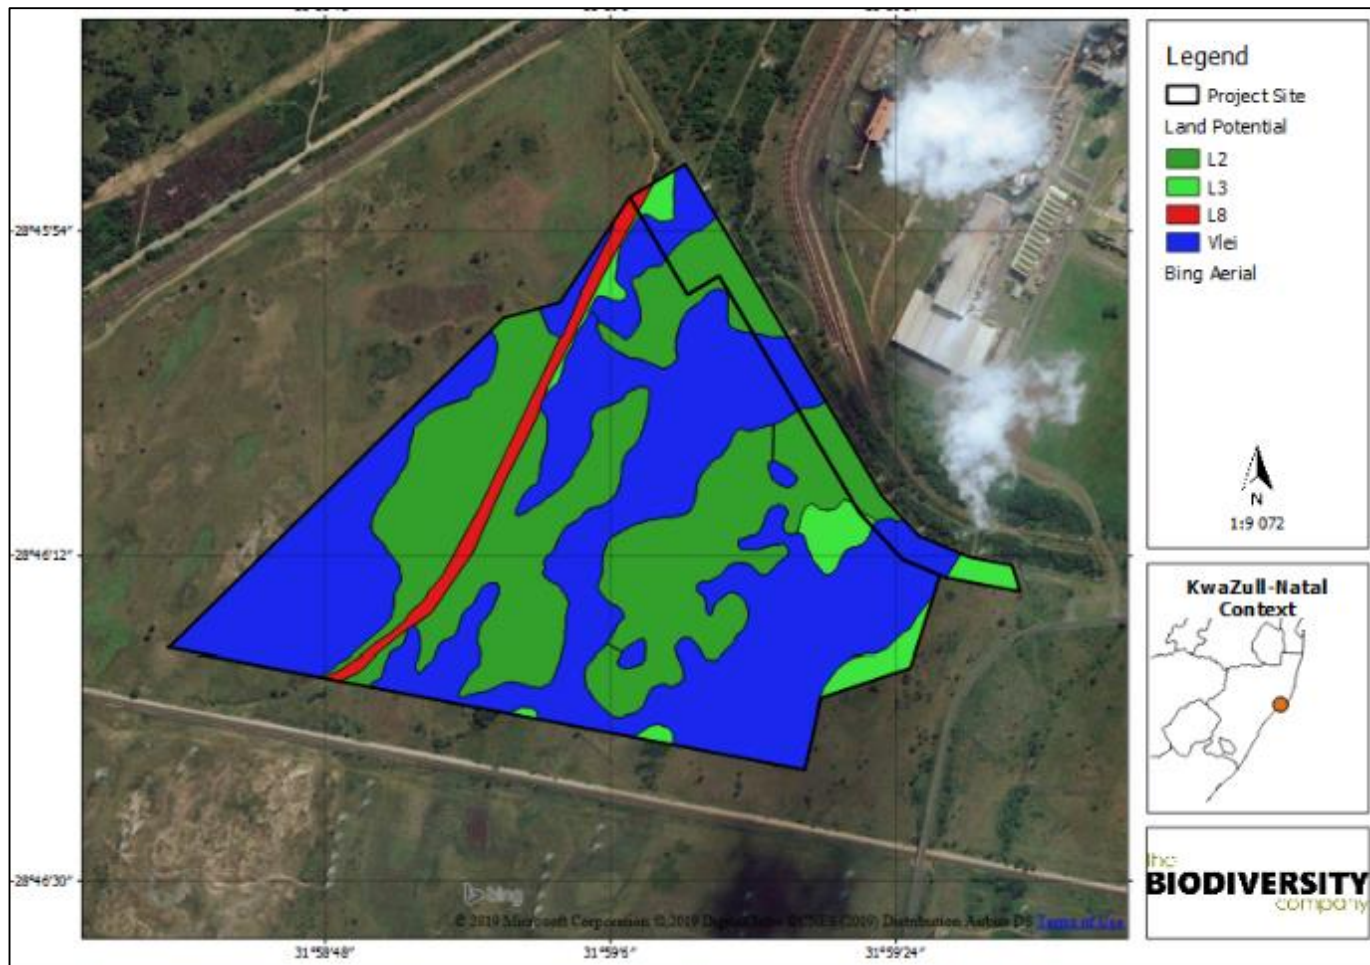 Legend
Project Site
Land Potential
L2
L3
L8
Vlei
Bing Aerial
N
1:9 072
KwaZull-Natal
Context
the
BIODIVERSITY
company
-28°45'54"
-28°46'12"
-28°46'30"
bing
© 2019 Microsoft Corporation © 2019 (2019) Distribution Airbus DS Terms of Use
31°58'48"
31°59'6"
31°59'24"